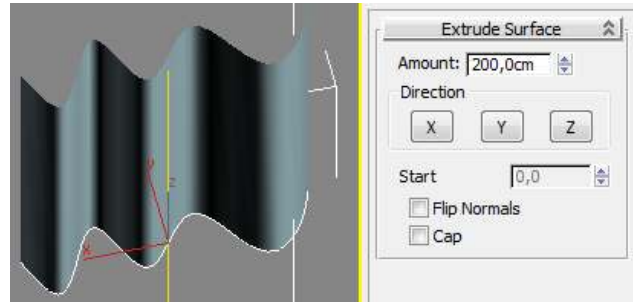 Extrude Surface
Amount: 200,0cm
Direction
X Y Z
Start 0,0
Flip Normals
Cap
x y z